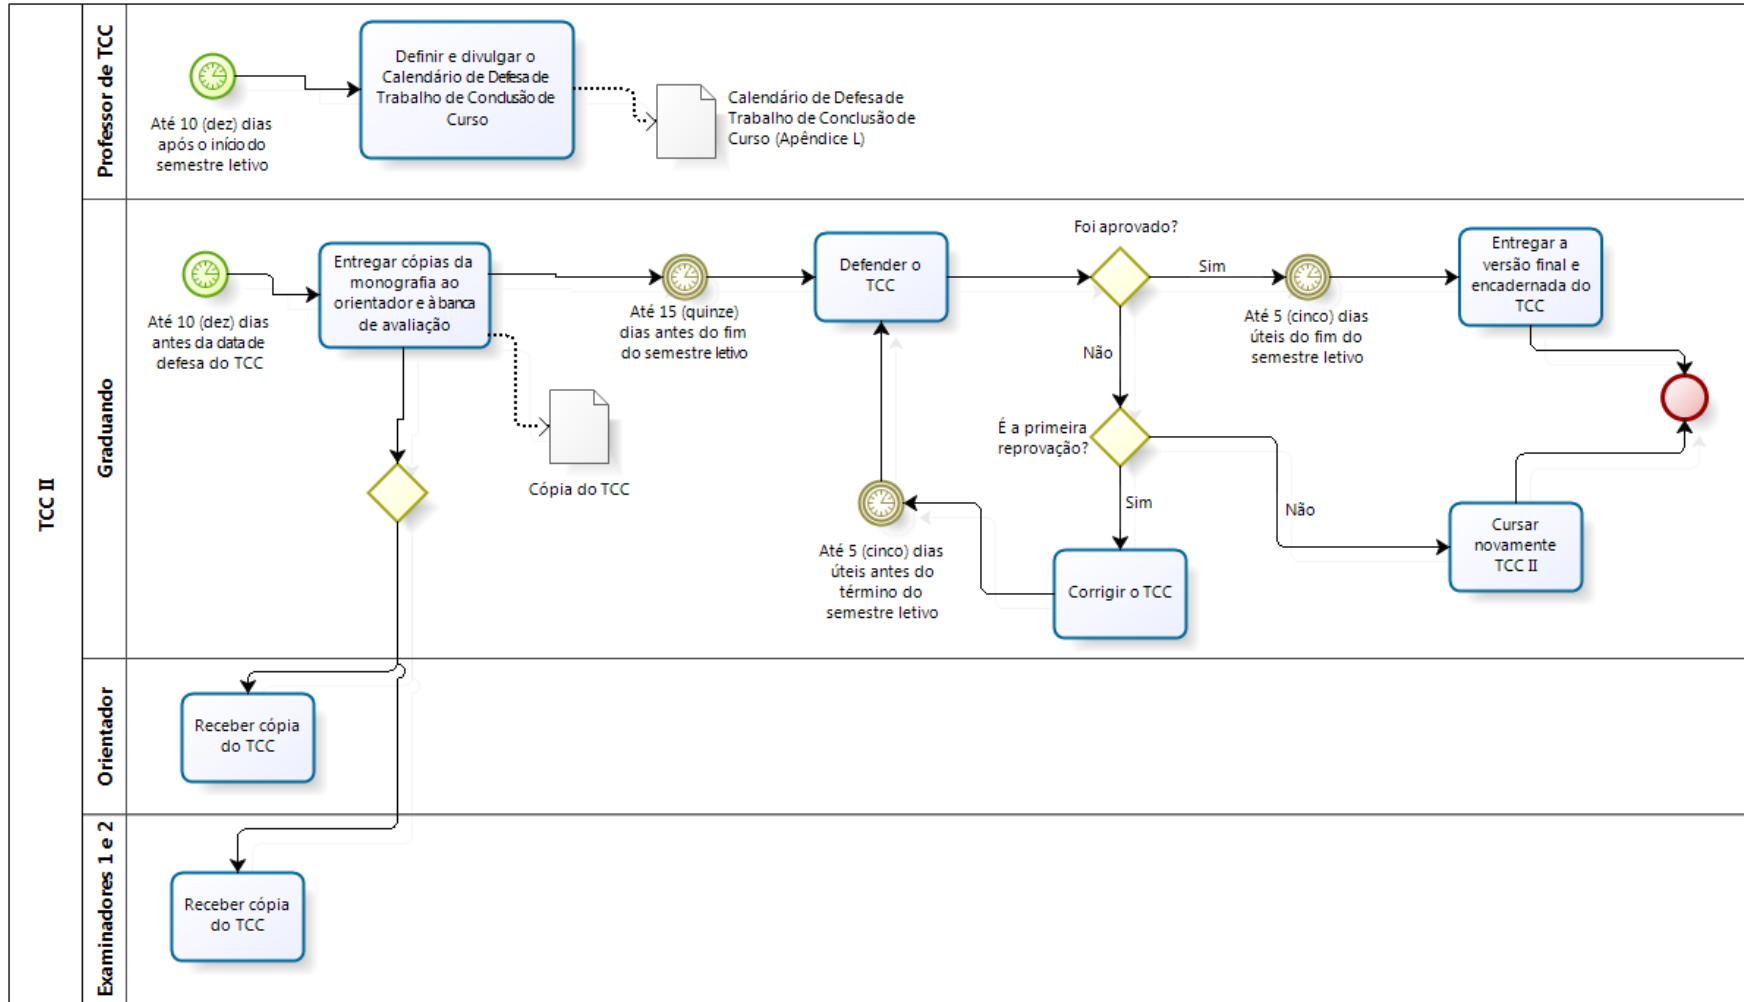 TCC II
Professor de TCC
Até 10 (dez) dias
após o início do
semestre letivo
Definir e divulgar o
Calendário de Defesa de
Trabalho de Conclusão de
Curso
Calendário de Defesa de
Trabalho de Conclusão de
Curso (Apêndice L)
Graduando
Até 10 (dez) dias
antes da data de
defesa do TCC
Entregar cópias da
monografia ao
orientador e à banca
de avaliação
Cópia do TCC
Até 15 (quinze)
dias antes do fim
do semestre letivo
Defender o
TCC
Foi aprovado?
Sim
Não
Até 5 (cinco) dias
úteis do fim do
semestre letivo
Entregar a
versão final e
encadernada do
TCC
É a primeira
reprovação?
Sim
Não
Até 5 (cinco) dias
úteis antes do
término do
semestre letivo
Corrigir o TCC
Cursar
novamente
TCC II
Orientador
Receber cópia
do TCC
Examinadores 1 e 2
Receber cópia
do TCC